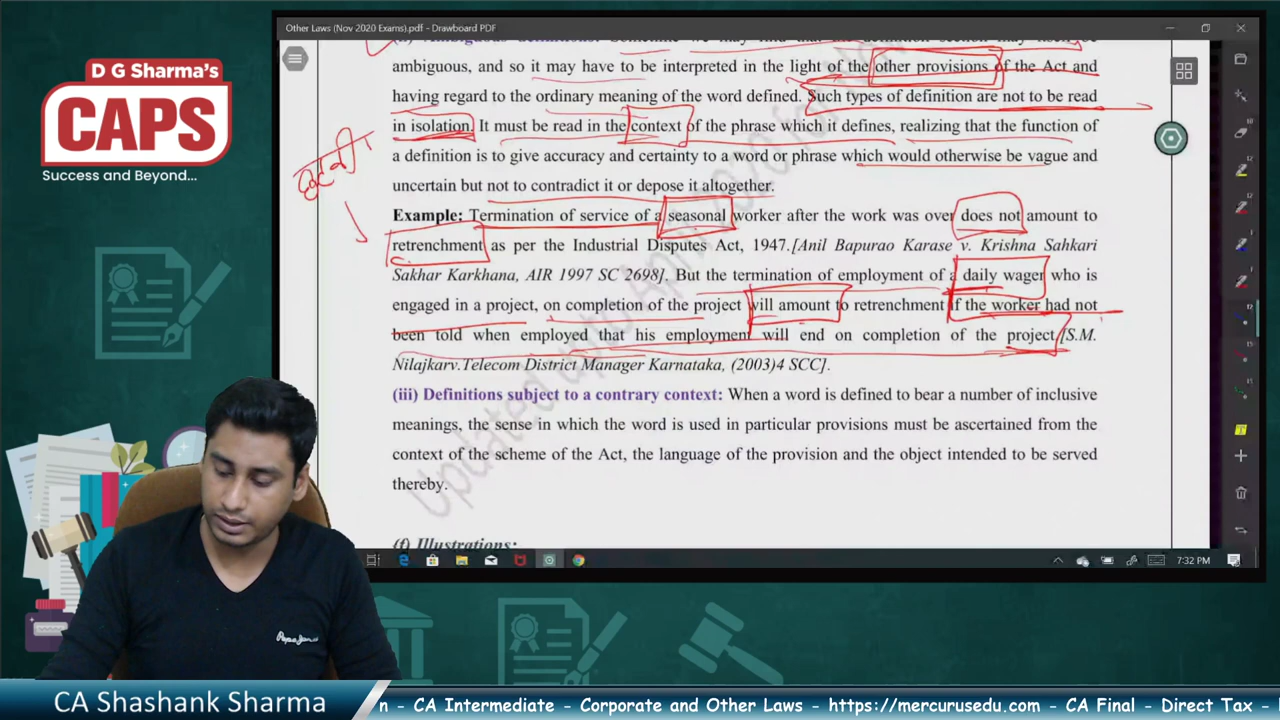 D G Sharma's
CAPS
Success and Beyond...
Other Laws (Nov 2020 Exams).pdf - Drawboard PDF
ambiguous, and so it may have to be interpreted in the light of the other provisions of the Act and
having regard to the ordinary meaning of the word defined. Such types of definition are not to be read
in isolation. It must be read in the context of the phrase which it defines, realizing that the function of
a definition is to give accuracy and certainty to a word or phrase which would otherwise be vague and
uncertain but not to contradict it or depose it altogether.
Example: Termination of service of a seasonal worker after the work was over does not amount to
retrenchment as per the Industrial Disputes Act, 1947.[Anil Bapurao Karase v. Krishna Sahkari
Sakhar Karkhana, AIR 1997 SC 2698]. But the termination of employment of a daily wager who is
engaged in a project, on completion of the project will amount to retrenchment if the worker had not
been told when employed that his employment will end on completion of the project [S.M.
Nilajkarv.Telecom District Manager Karnataka, (2003)4 SCC].
(iii) Definitions subject to a contrary context: When a word is defined to bear a number of inclusive
meanings, the sense in which the word is used in particular provisions must be ascertained from the
context of the scheme of the Act, the language of the provision and the object intended to be served
thereby.
(f) Illustrations:
7:32 PM
CA Shashank Sharma
n - CA Intermediate - Corporate and Other Laws - https://mercurusedu.com - CA Final - Direct Tax -